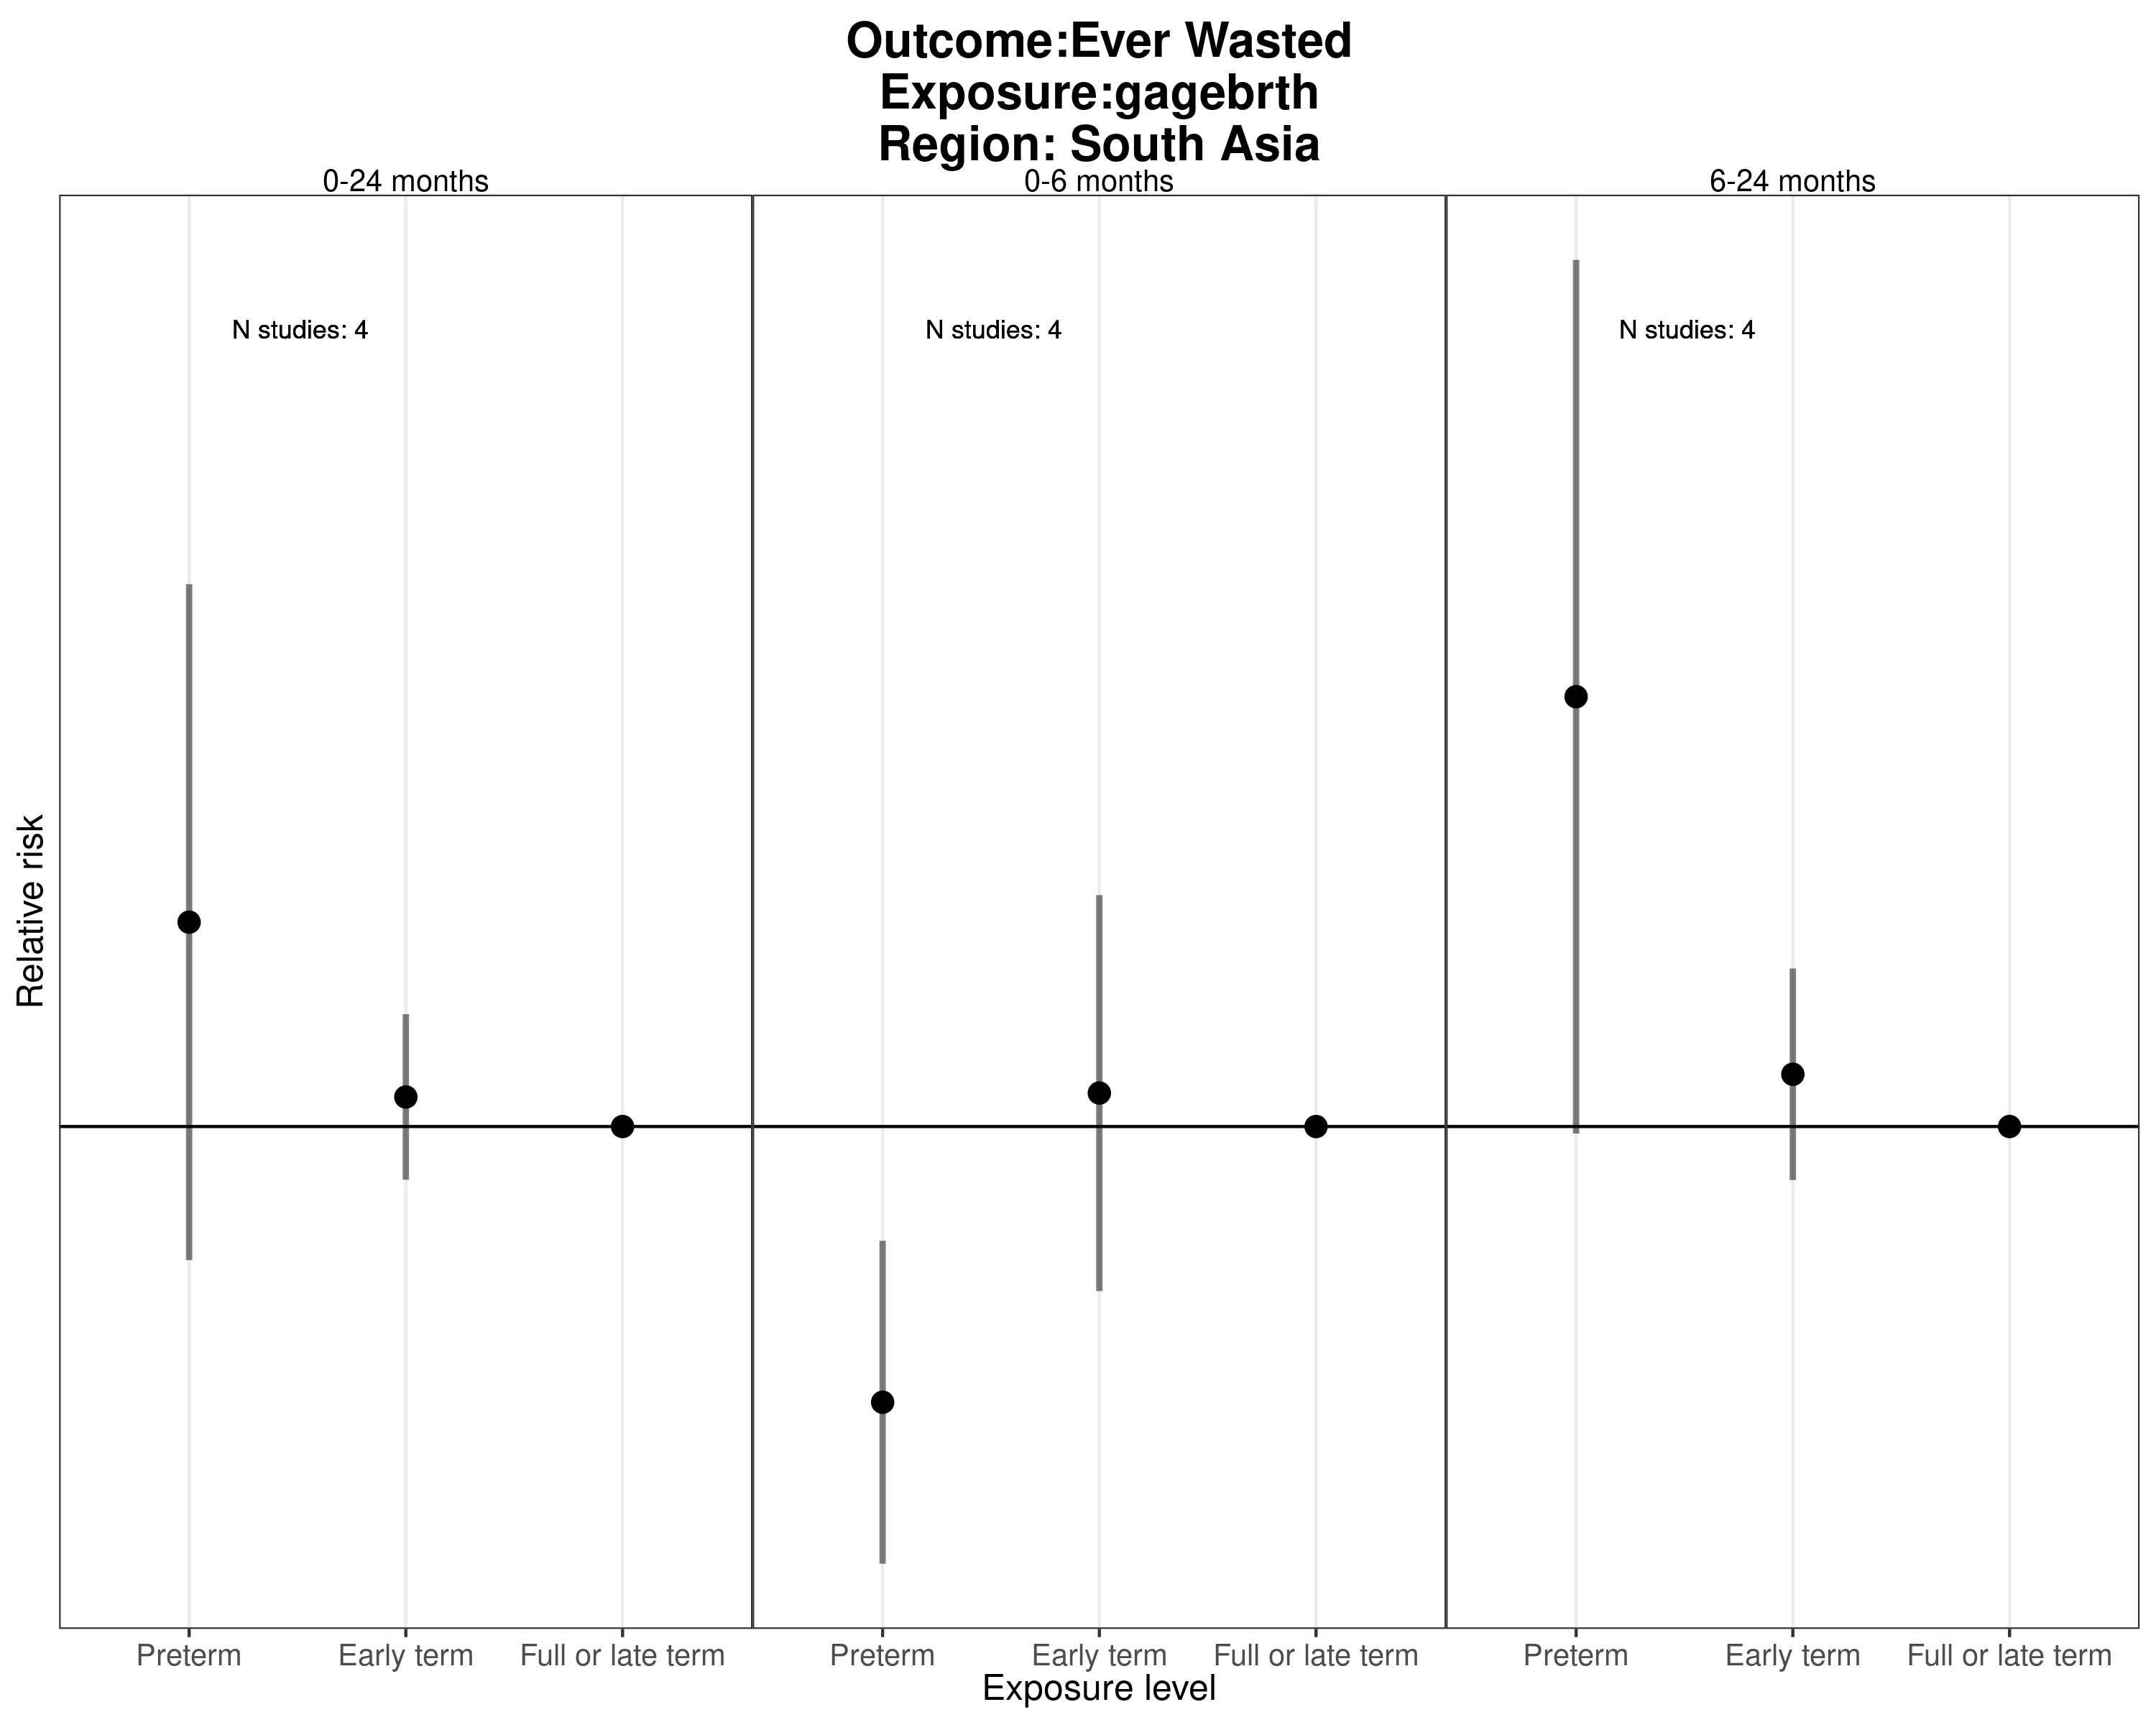 Outcome:Ever Wasted
Exposure:gagebrth
Region: South Asia
0-24 months
0-6 months
6-24 months
N studies: 4
N studies: 4
N studies: 4
Relative risk
Preterm
Early term
Full or late term
Preterm
Early term
Full or late term
Preterm
Early term
Full or late term
Exposure level